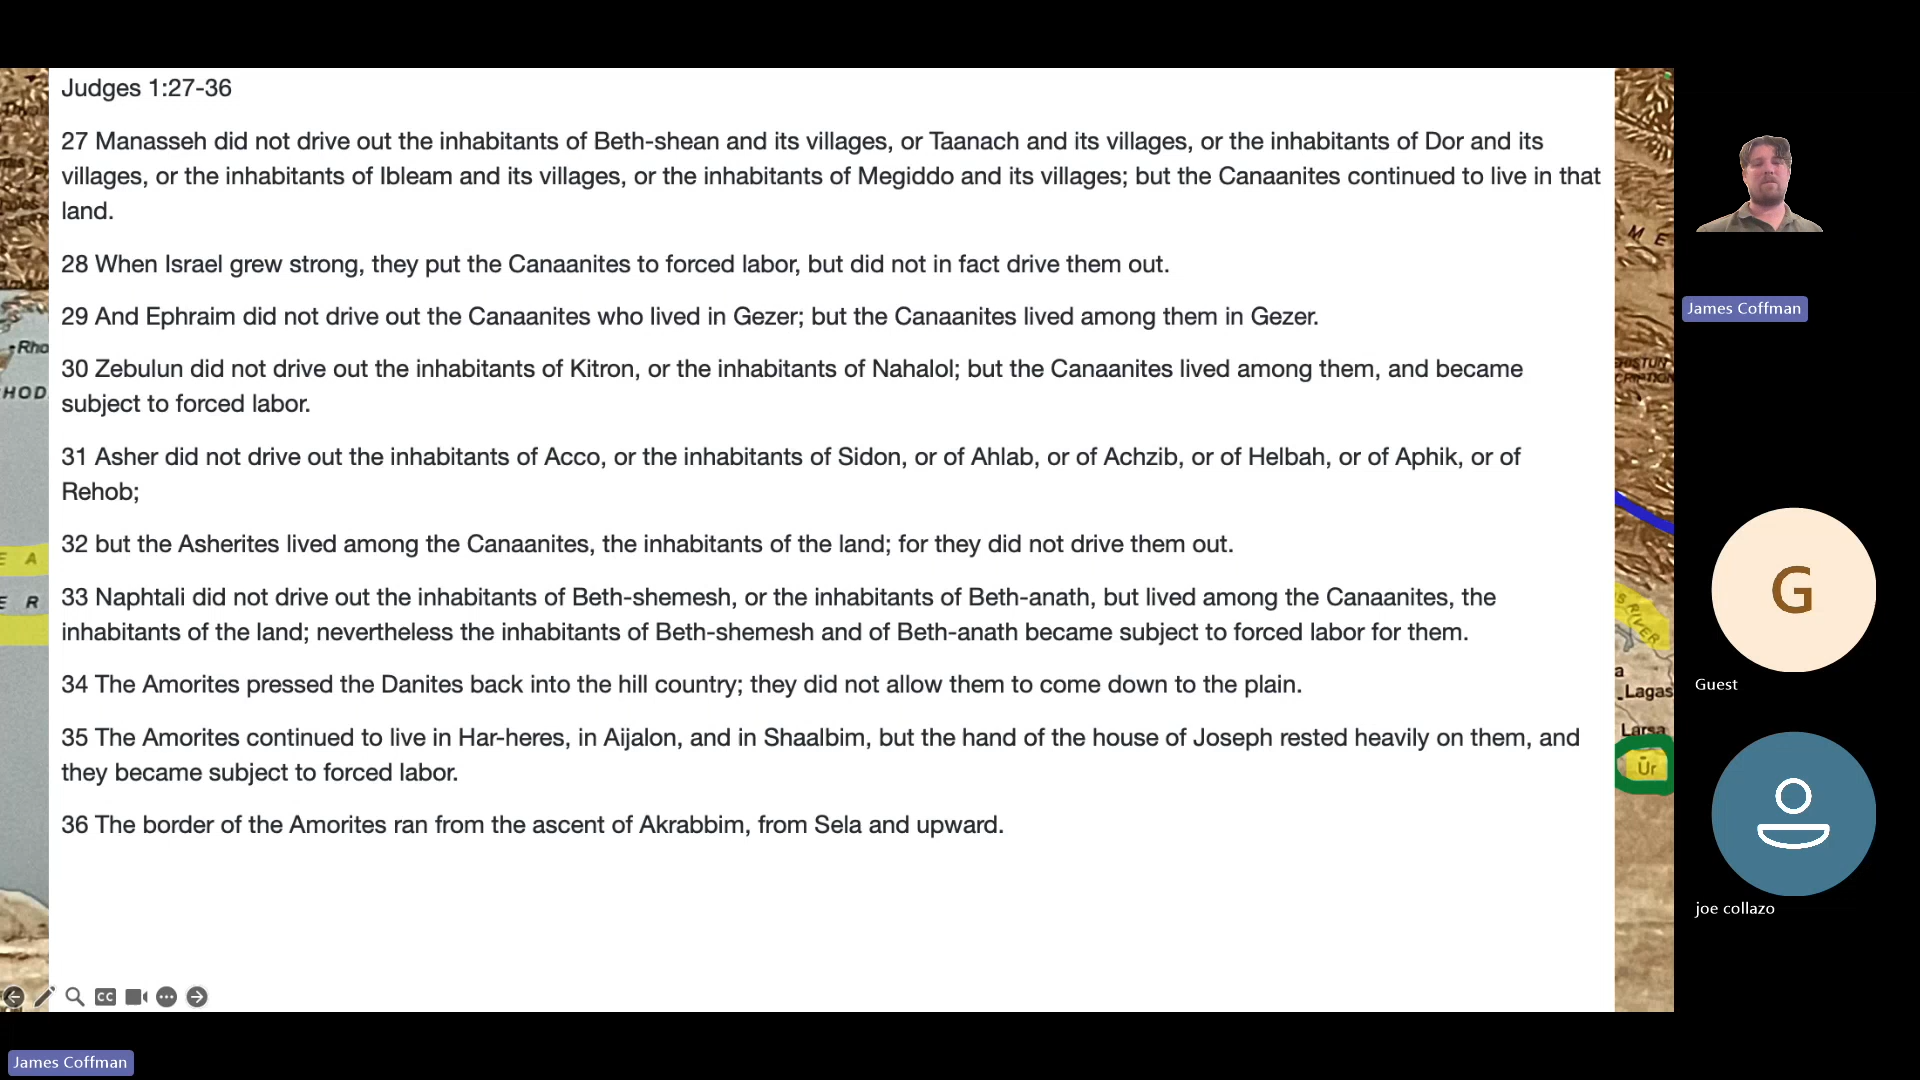 Judges 1:27-36
27 Manasseh did not drive out the inhabitants of Beth-shean and its villages, or Taanach and its villages, or the inhabitants of Dor and its
villages, or the inhabitants of Ibleam and its villages, or the inhabitants of Megiddo and its villages; but the Canaanites continued to live in that
land.
28 When Israel grew strong, they put the Canaanites to forced labor, but did not in fact drive them out.
29 And Ephraim did not drive out the Canaanites who lived in Gezer; but the Canaanites lived among them in Gezer.
30 Zebulun did not drive out the inhabitants of Kitron, or the inhabitants of Nahalol; but the Canaanites lived among them, and became
subject to forced labor.
31 Asher did not drive out the inhabitants of Acco, or the inhabitants of Sidon, or of Ahlab, or of Achzib, or of Helbah, or of Aphik, or of
Rehob;
32 but the Asherites lived among the Canaanites, the inhabitants of the land; for they did not drive them out.
33 Naphtali did not drive out the inhabitants of Beth-shemesh, or the inhabitants of Beth-anath, but lived among the Canaanites, the
inhabitants of the land; nevertheless the inhabitants of Beth-shemesh and of Beth-anath became subject to forced labor for them.
34 The Amorites pressed the Danites back into the hill country; they did not allow them to come down to the plain.
35 The Amorites continued to live in Har-heres, in Aijalon, and in Shaalbim, but the hand of the house of Joseph rested heavily on them, and
they became subject to forced labor.
36 The border of the Amorites ran from the ascent of Akrabbim, from Sela and upward.
Rho
HOD
E A
E R
M E
RIVER
Lagas
Larsa
Ūr
CC
James Coffman
G
Guest
joe collazo
James Coffman